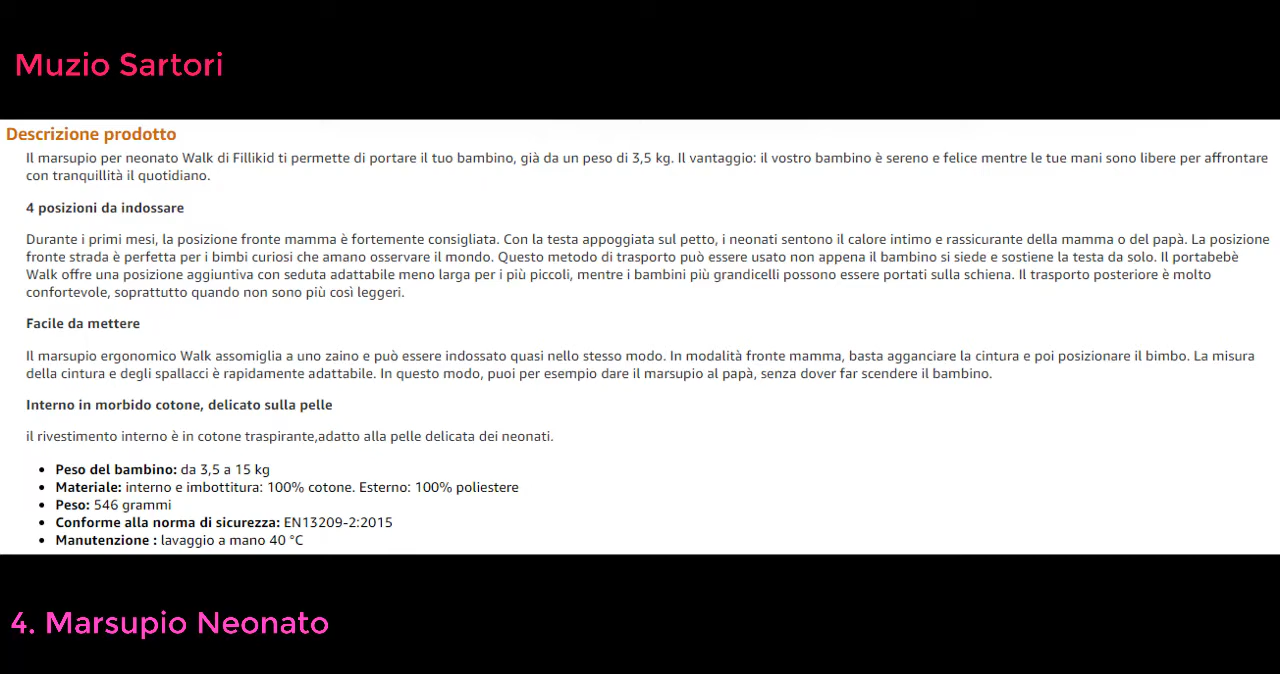 Muzio Sartori
Descrizione prodotto
Il marsupio per neonato Walk di Fillikid ti permette di portare il tuo bambino, già da un peso di 3,5 kg. Il vantaggio: il vostro bambino è sereno e felice mentre le tue mani sono libere per affrontare
con tranquillità il quotidiano.
4 posizioni da indossare
Durante i primi mesi, la posizione fronte mamma è fortemente consigliata. Con la testa appoggiata sul petto, i neonati sentono il calore intimo e rassicurante della mamma o del papà. La posizione
fronte strada è perfetta per i bimbi curiosi che amano osservare il mondo. Questo metodo di trasporto può essere usato non appena il bambino si siede e sostiene la testa da solo. Il portabebè
Walk offre una posizione aggiuntiva con seduta adattabile meno larga per i più piccoli, mentre i bambini più grandicelli possono essere portati sulla schiena. Il trasporto posteriore è molto
confortevole, soprattutto quando non sono più così leggeri.
Facile da mettere
Il marsupio ergonomico Walk assomiglia a uno zaino e può essere indossato quasi nello stesso modo. In modalità fronte mamma, basta agganciare la cintura e poi posizionare il bimbo. La misura
della cintura e degli spallacci è rapidamente adattabile. In questo modo, puoi per esempio dare il marsupio al papà, senza dover far scendere il bambino.
Interno in morbido cotone, delicato sulla pelle
il rivestimento interno è in cotone traspirante,adatto alla pelle delicata dei neonati.
• Peso del bambino: da 3,5 a 15 kg
• Materiale: interno e imbottitura: 100% cotone. Esterno: 100% poliestere
• Peso: 546 grammi
• Conforme alla norma di sicurezza: EN13209-2:2015
• Manutenzione : lavaggio a mano 40 °C
4. Marsupio Neonato